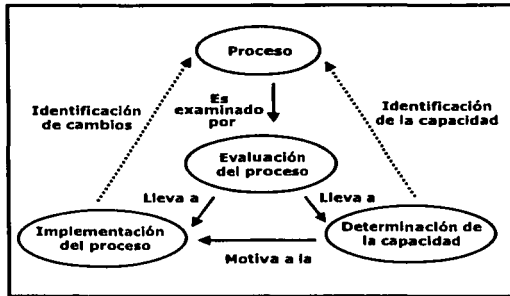 Proceso
Es
examinado
por
Identificación
de cambios
Identificación
de la capacidad
Evaluación
del proceso
Lleva a
Lleva a
Implementación
del proceso
Determinación de
la capacidad
Motiva a la